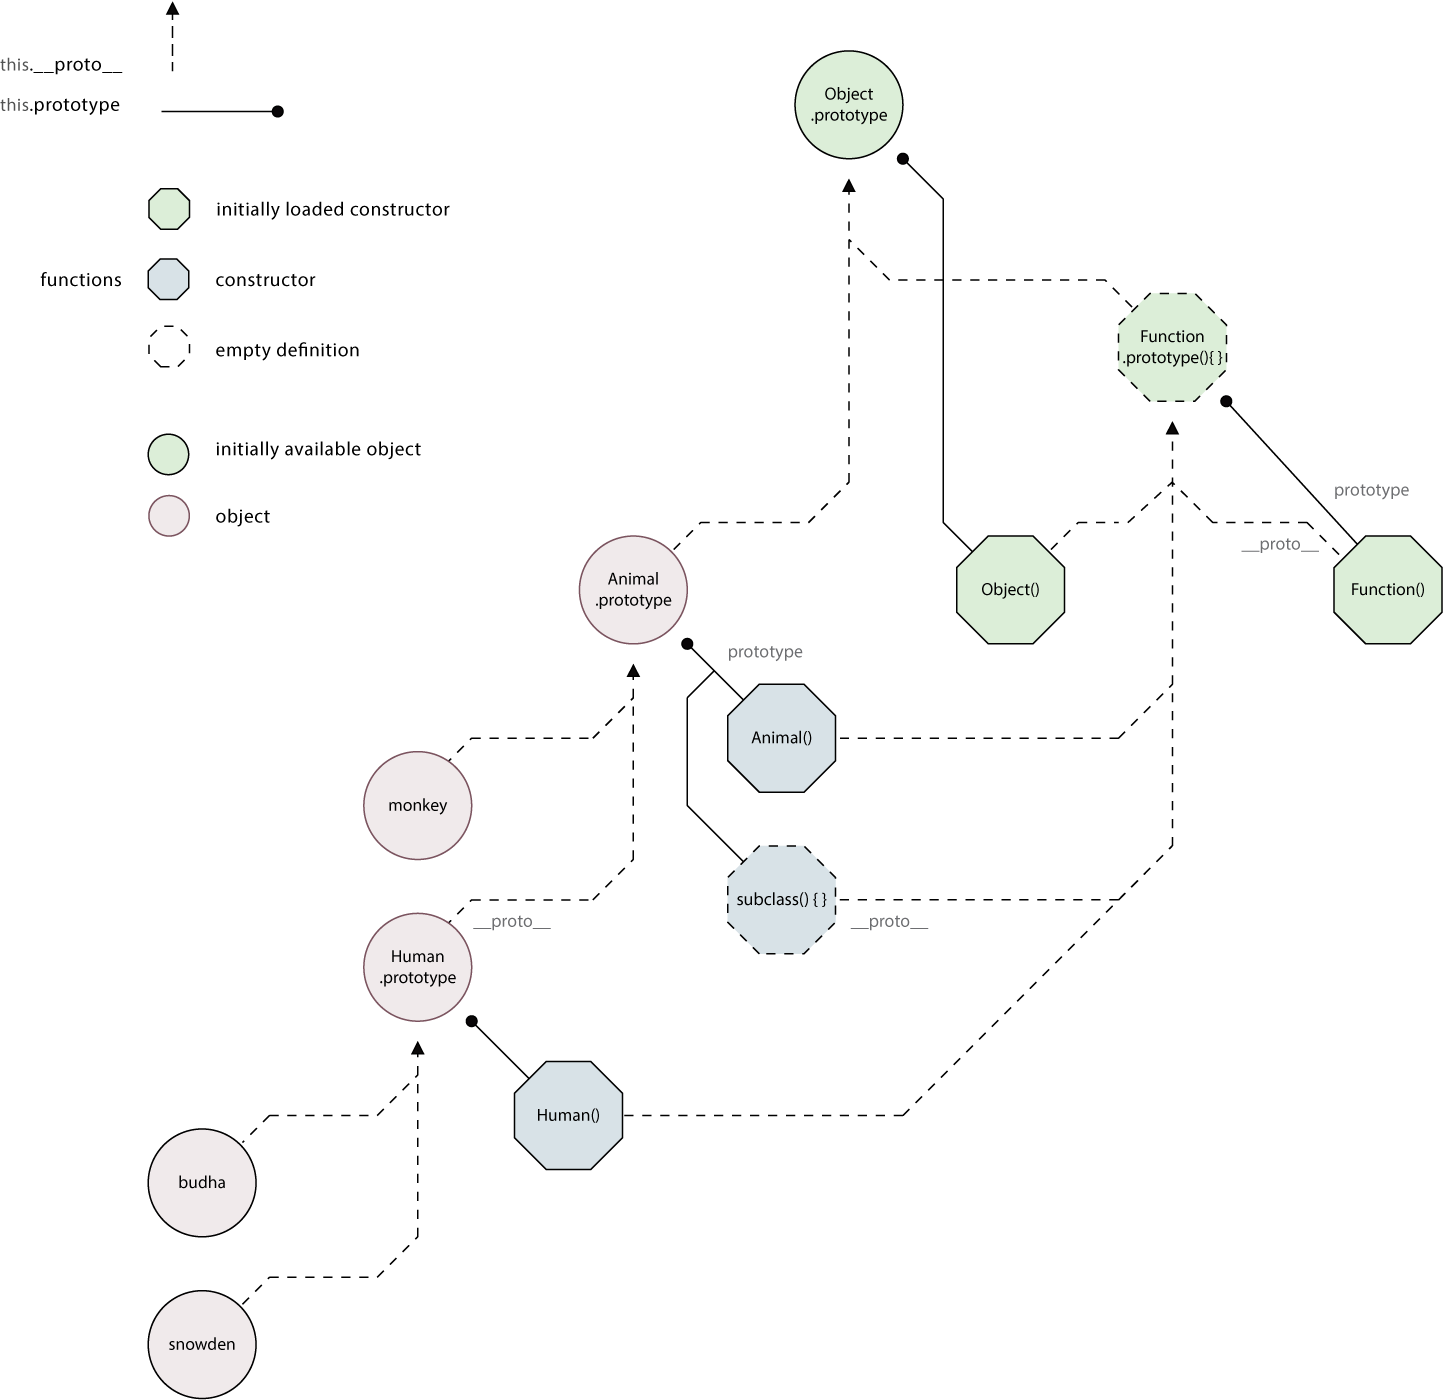 this.__proto__
this.prototype
initially loaded constructor
functions
constructor
empty definition
initially available object
object
Object
.prototype
Function
.prototype(){ }
prototype
__proto__
Object()
Function()
Animal
.prototype
prototype
Animal()
monkey
subclass() { }
__proto__
__proto__
Human
.prototype
Human()
budha
snowden